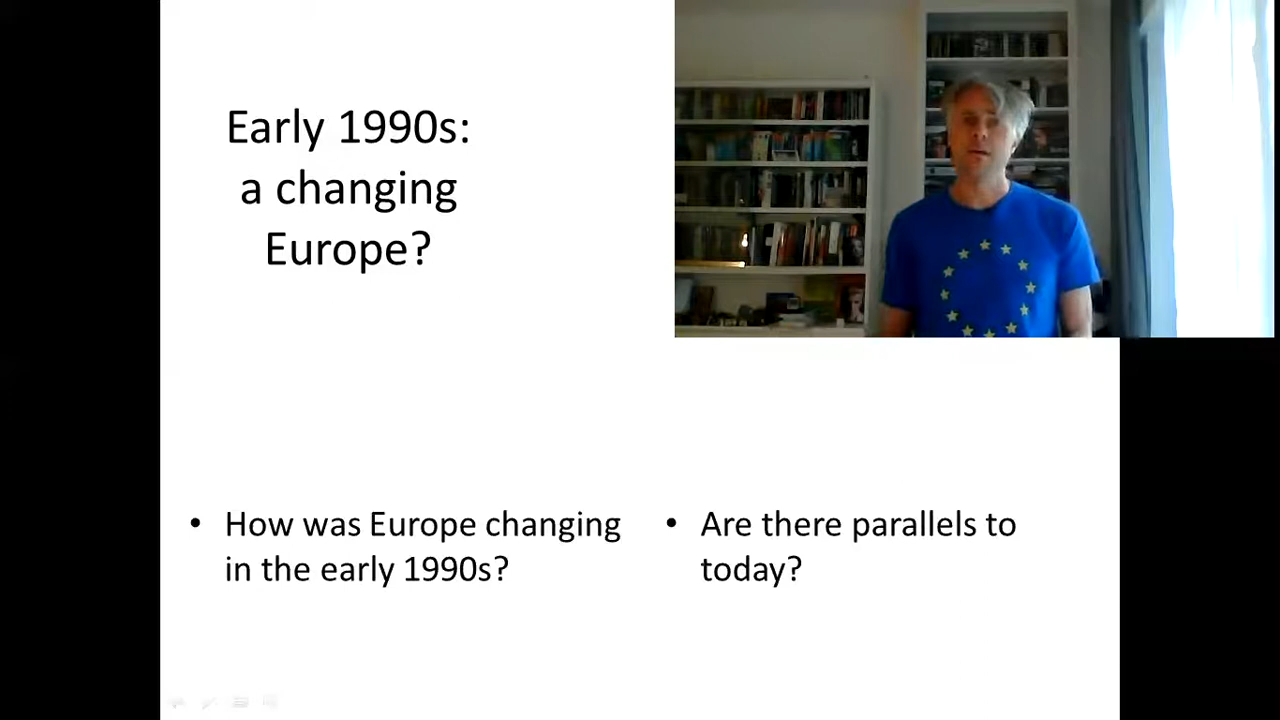 Early 1990s:
a changing
Europe?
• How was Europe changing
in the early 1990s?
• Are there parallels to
today?